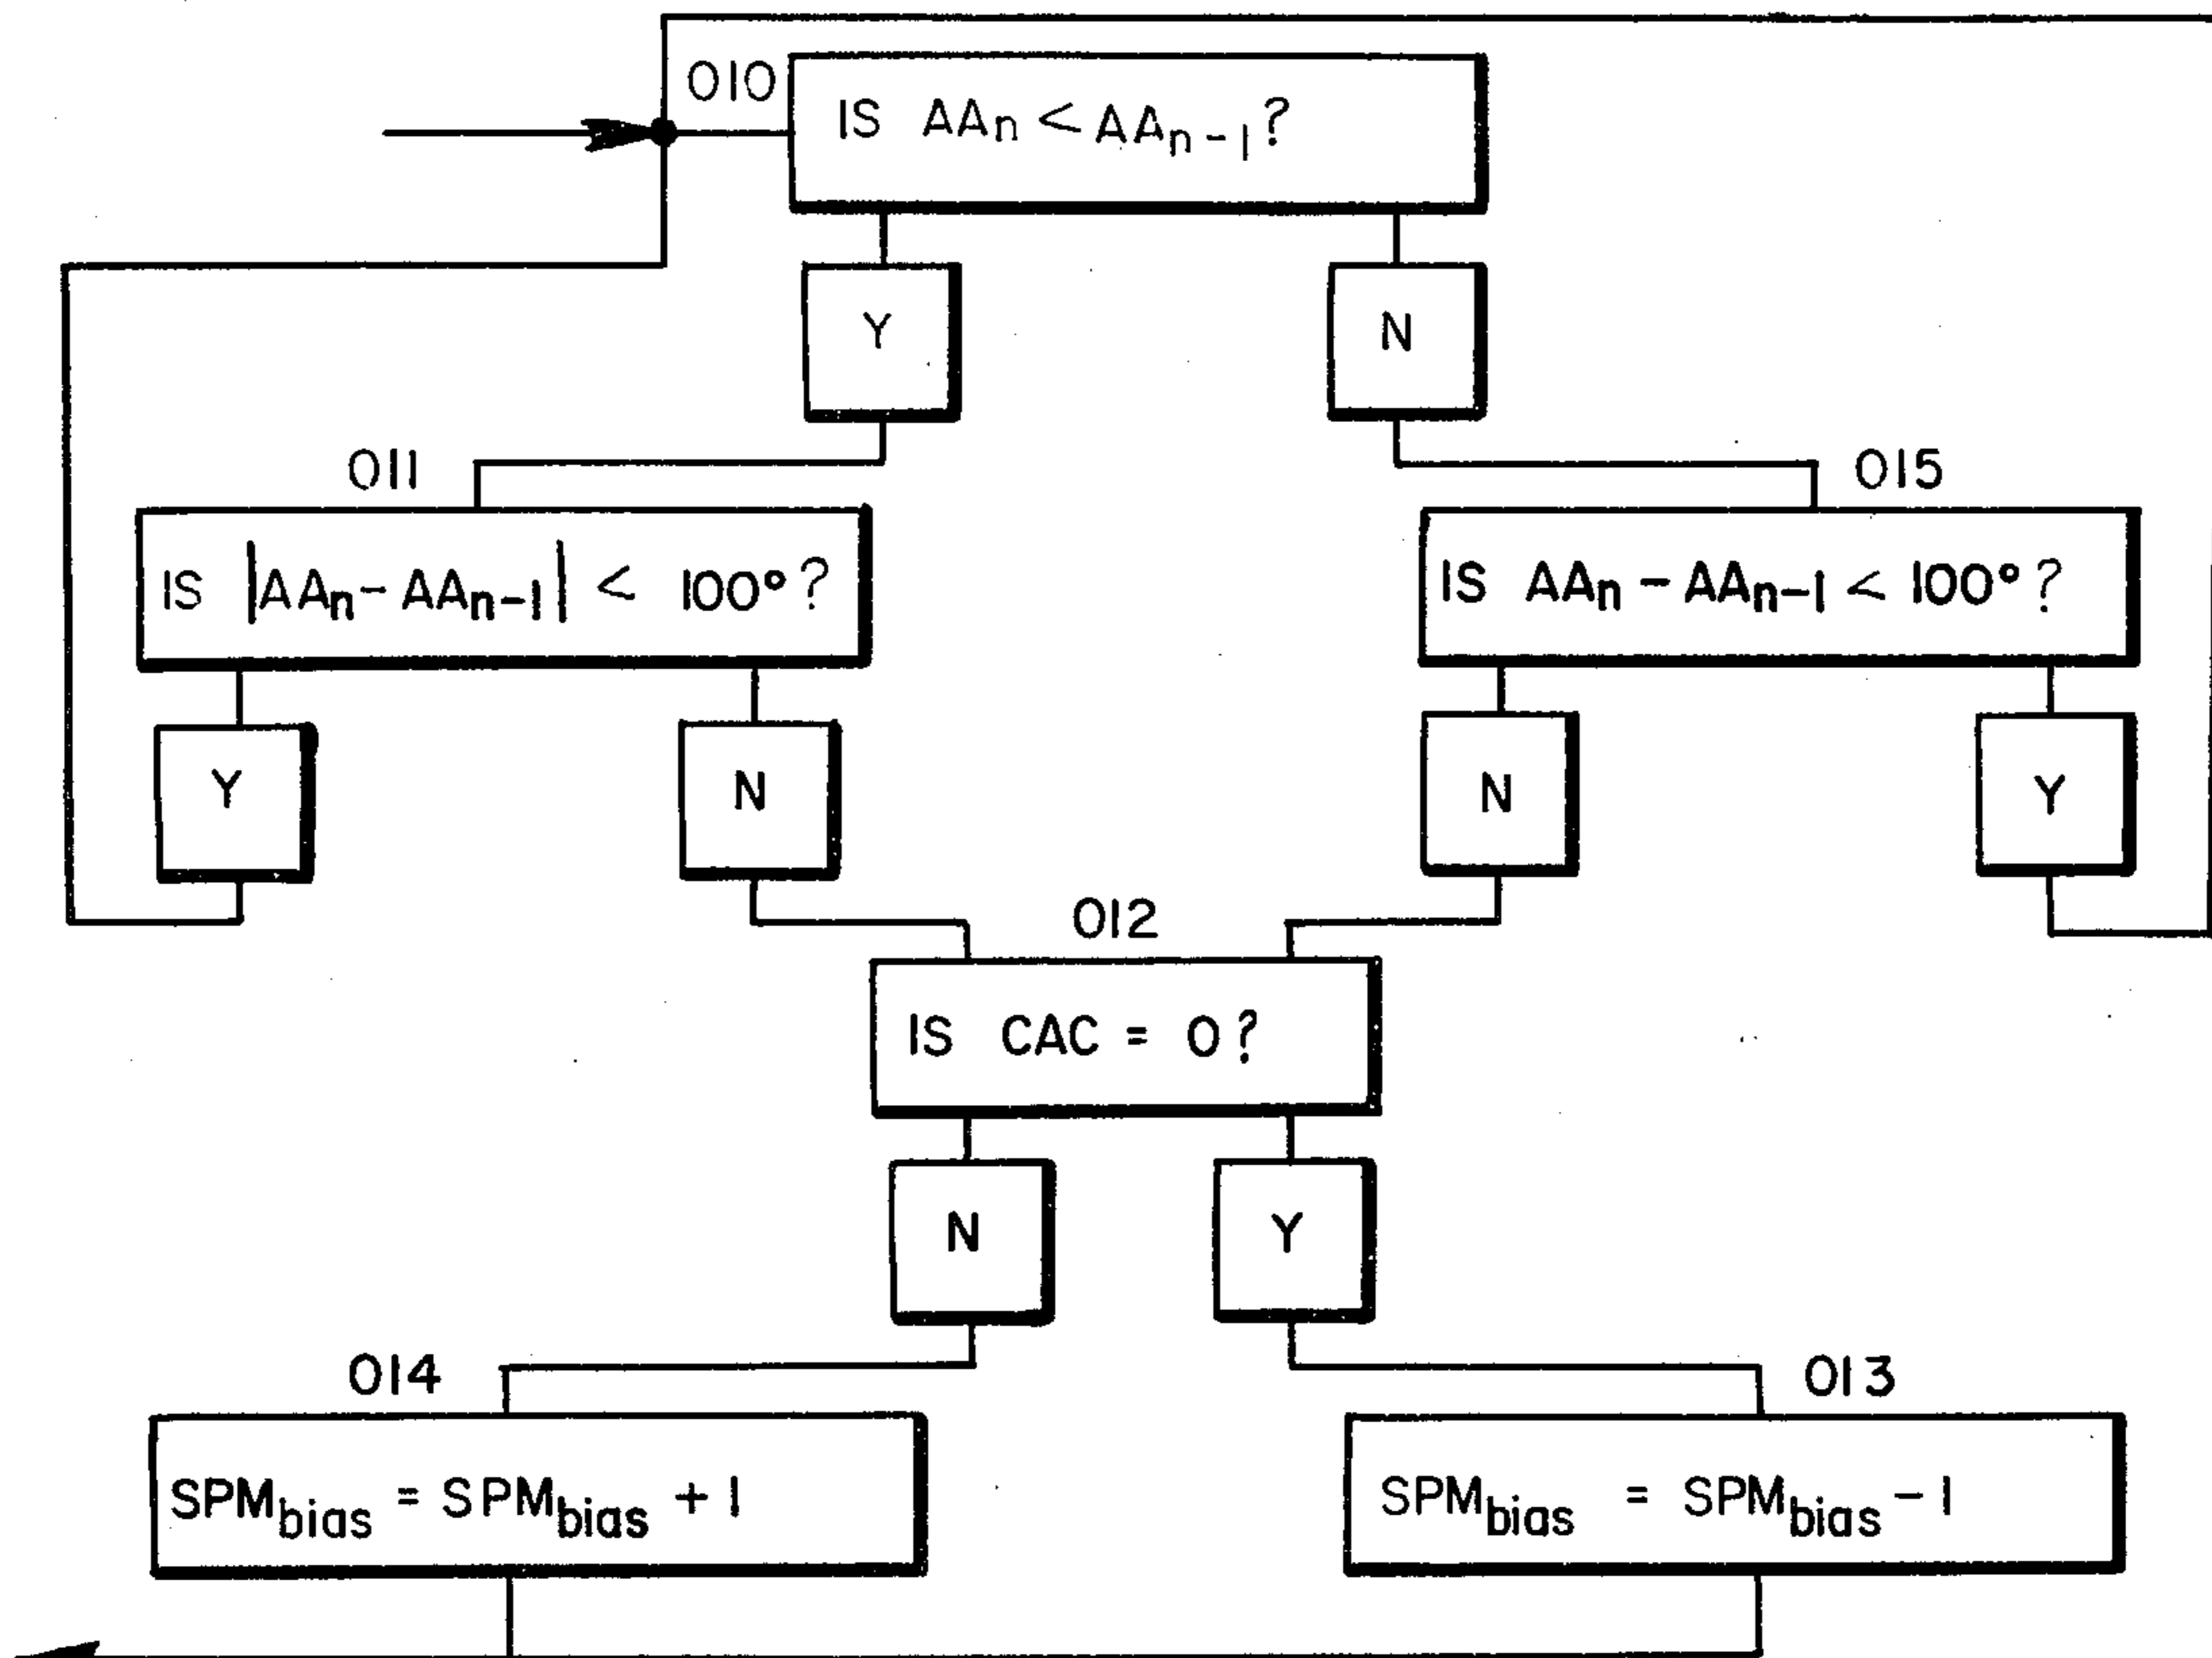 010
IS AAₙ < AAₙ₋₁?
Y
N
011
015
IS |AAₙ - AAₙ₋₁| < 100°?
IS AAₙ - AAₙ₋₁ < 100°?
Y
N
N
Y
012
IS CAC = 0?
N
Y
014
013
SPMbias = SPMbias + 1
SPMbias = SPMbias - 1